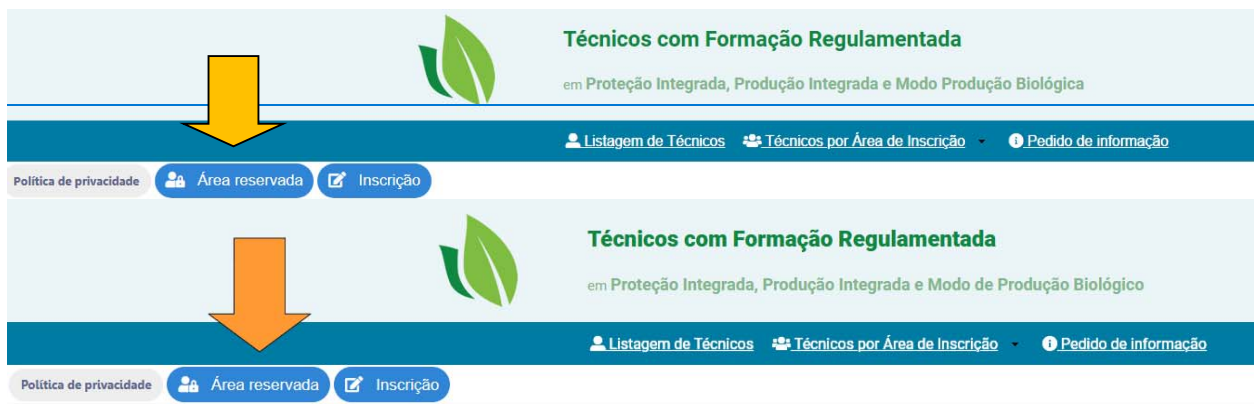 Técnicos com Formação Regulamentada
em Proteção Integrada, Produção Integrada e Modo Produção Biológica
Listagem de Técnicos Técnicos por Área de Inscrição Pedido de informação
Política de privacidade Área reservada Inscrição
Técnicos com Formação Regulamentada
em Proteção Integrada, Produção Integrada e Modo de Produção Biológico
Listagem de Técnicos Técnicos por Área de Inscrição Pedido de informação
Política de privacidade Área reservada Inscrição